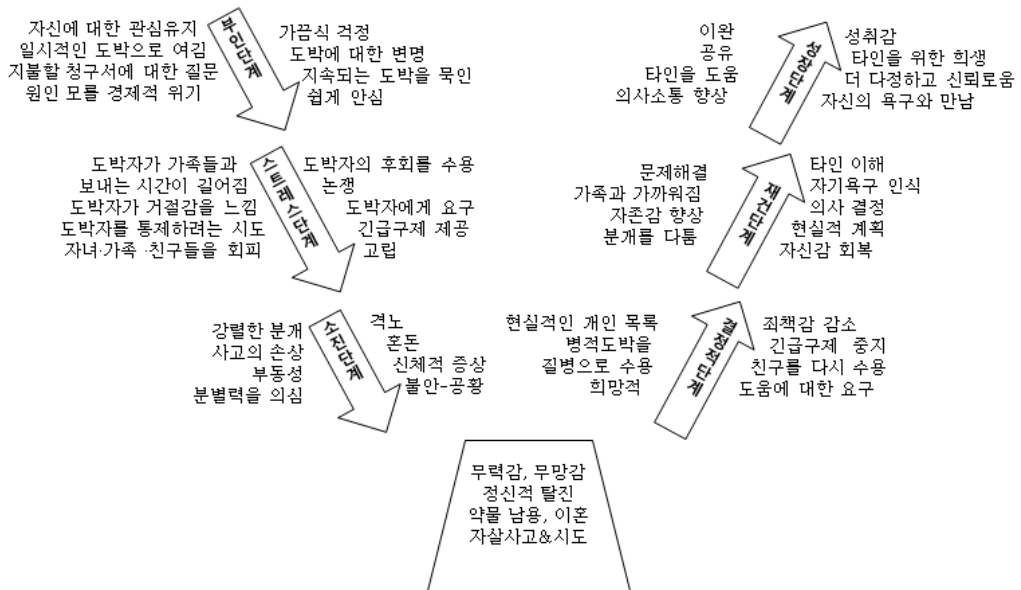 부인단계
자신에 대한 관심유지
일시적인 도박으로 여김
지불할 청구서에 대한 질문
원인 모를 경제적 위기
가끔식 걱정
도박에 대한 변명
지속되는 도박을 묵인
쉽게 안심
스트레스단계
도박자가 가족들과
보내는 시간이 길어짐
도박자가 거절감을 느낌
도박자를 통제하려는 시도
자녀·가족 ·친구들을 회피
도박자의 후회를 수용
논쟁
도박자에게 요구
긴급구제 제공
고립
소진단계
강렬한 분개
사고의 손상
부동성
분별력을 의심
격노
혼돈
신체적 증상
불안-공황
무력감, 무망감
정신적 탈진
약물 남용, 이혼
자살사고&시도
결정적단계
현실적인 개인 목록
병적도박을
질병으로 수용
희망적
죄책감 감소
긴급구제 중지
친구를 다시 수용
도움에 대한 요구
재건단계
문제해결
가족과 가까워짐
자존감 향상
분개를 다룸
타인 이해
자기욕구 인식
의사 결정
현실적 계획
자신감 회복
성장단계
이완
공유
타인을 도움
의사소통 향상
성취감
타인을 위한 희생
더 다정하고 신뢰로움
자신의 욕구와 만남